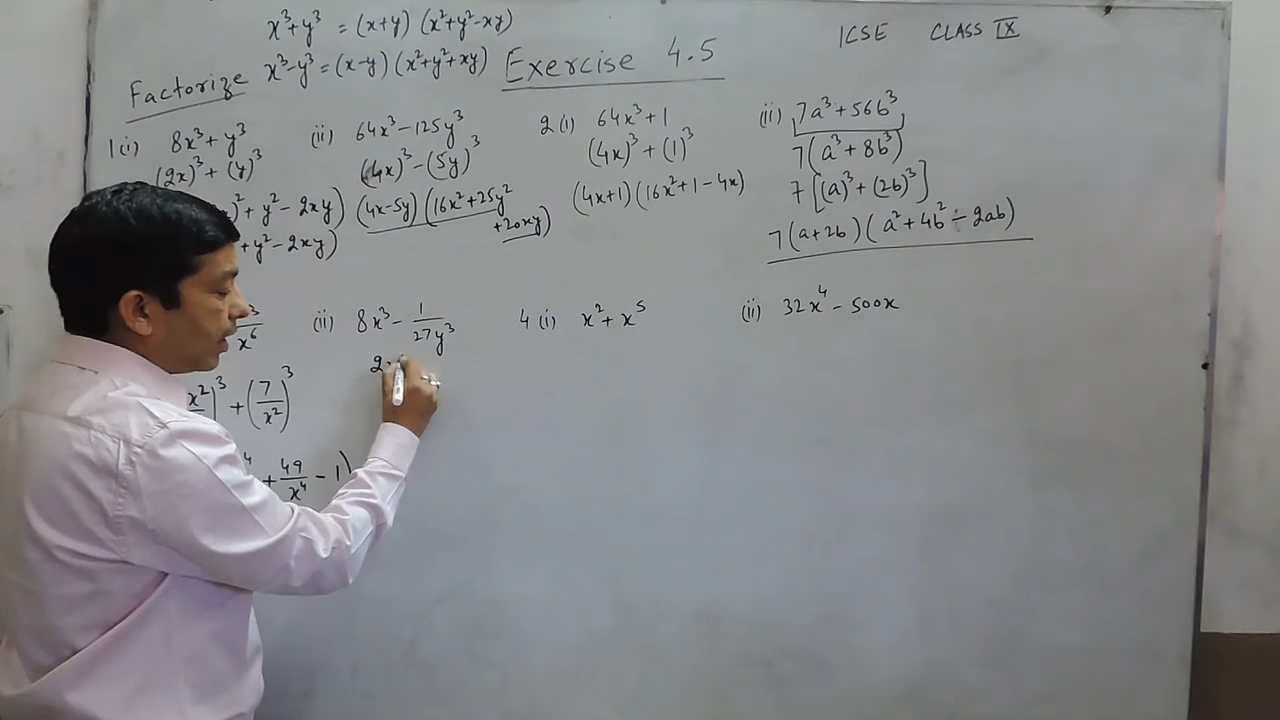 x³+y³ = (x+y) (x²+y²-xy)
ICSE CLASS IX
Factorize x³-y³ = (x-y) (x²+y²+xy) Exercise 4.5
1(i) 8x³+y³ (ii) 64x³-125y³ 2(i) 64x³+1 (ii) 7a³+56b³
(2x)³+(y)³ (4x)³-(5y)³ (4x)³+(1)³ 7(a³+8b³)
)²+y²-2xy) (4x-5y)(16x²+25y² (4x+1)(16x²+1-4x) 7[(a)³+(2b)³]
+y²-2xy) +20xy) 7(a+2b)(a²+4b²-2ab)
3/x⁶ (ii) 8x³ - 1/27y³ 4(i) x²+x⁵ (ii) 32x⁴-500x
2x
x²)³ + (7/x²)³
4 + 49/x⁴ - 1)